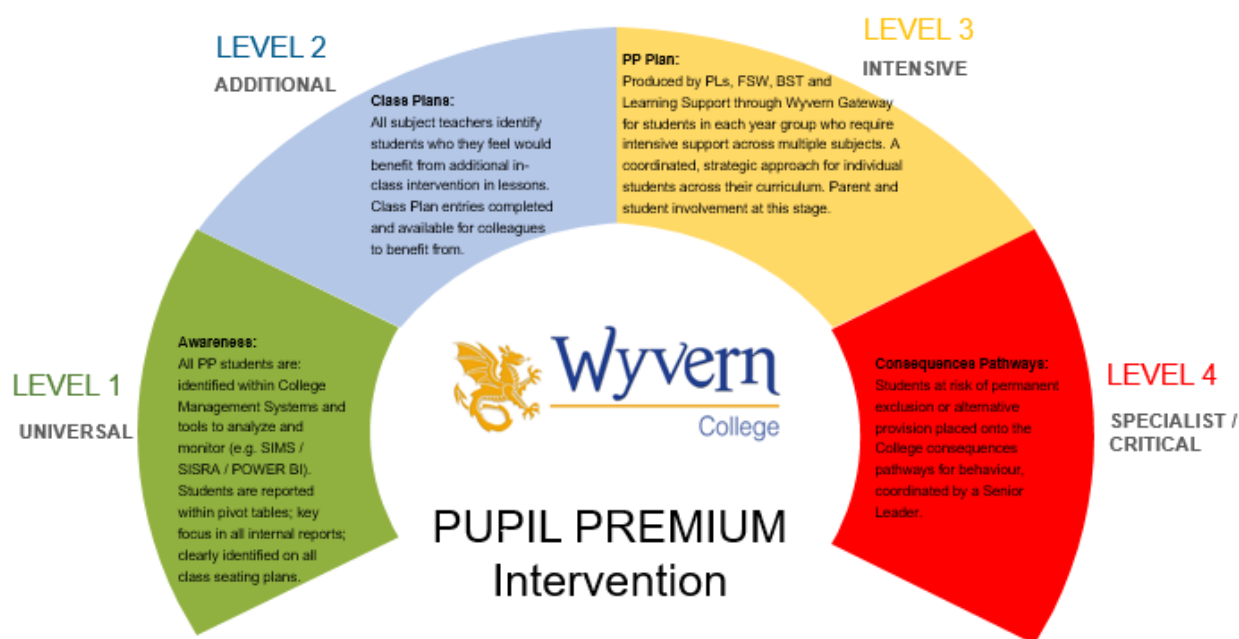 LEVEL 1
UNIVERSAL
Awareness:
All PP students are:
identified within College
Management Systems and
tools to analyze and
monitor (e.g. SIMS /
SISRA / POWER BI).
Students are reported
within pivot tables; key
focus in all internal reports;
clearly identified on all
class seating plans.
LEVEL 2
ADDITIONAL
Class Plans:
All subject teachers identify
students who they feel would
benefit from additional in-
class intervention in lessons.
Class Plan entries completed
and available for colleagues
to benefit from.
LEVEL 3
INTENSIVE
PP Plan:
Produced by PLs, FSW, BST and
Learning Support through Wyvern Gateway
for students in each year group who require
intensive support across multiple subjects. A
coordinated, strategic approach for individual
students across their curriculum. Parent and
student involvement at this stage.
LEVEL 4
SPECIALIST /
CRITICAL
Consequences Pathways:
Students at risk of permanent
exclusion or alternative
provision placed onto the
College consequences
pathways for behaviour,
coordinated by a Senior
Leader.
Wyvern
College
PUPIL PREMIUM
Intervention